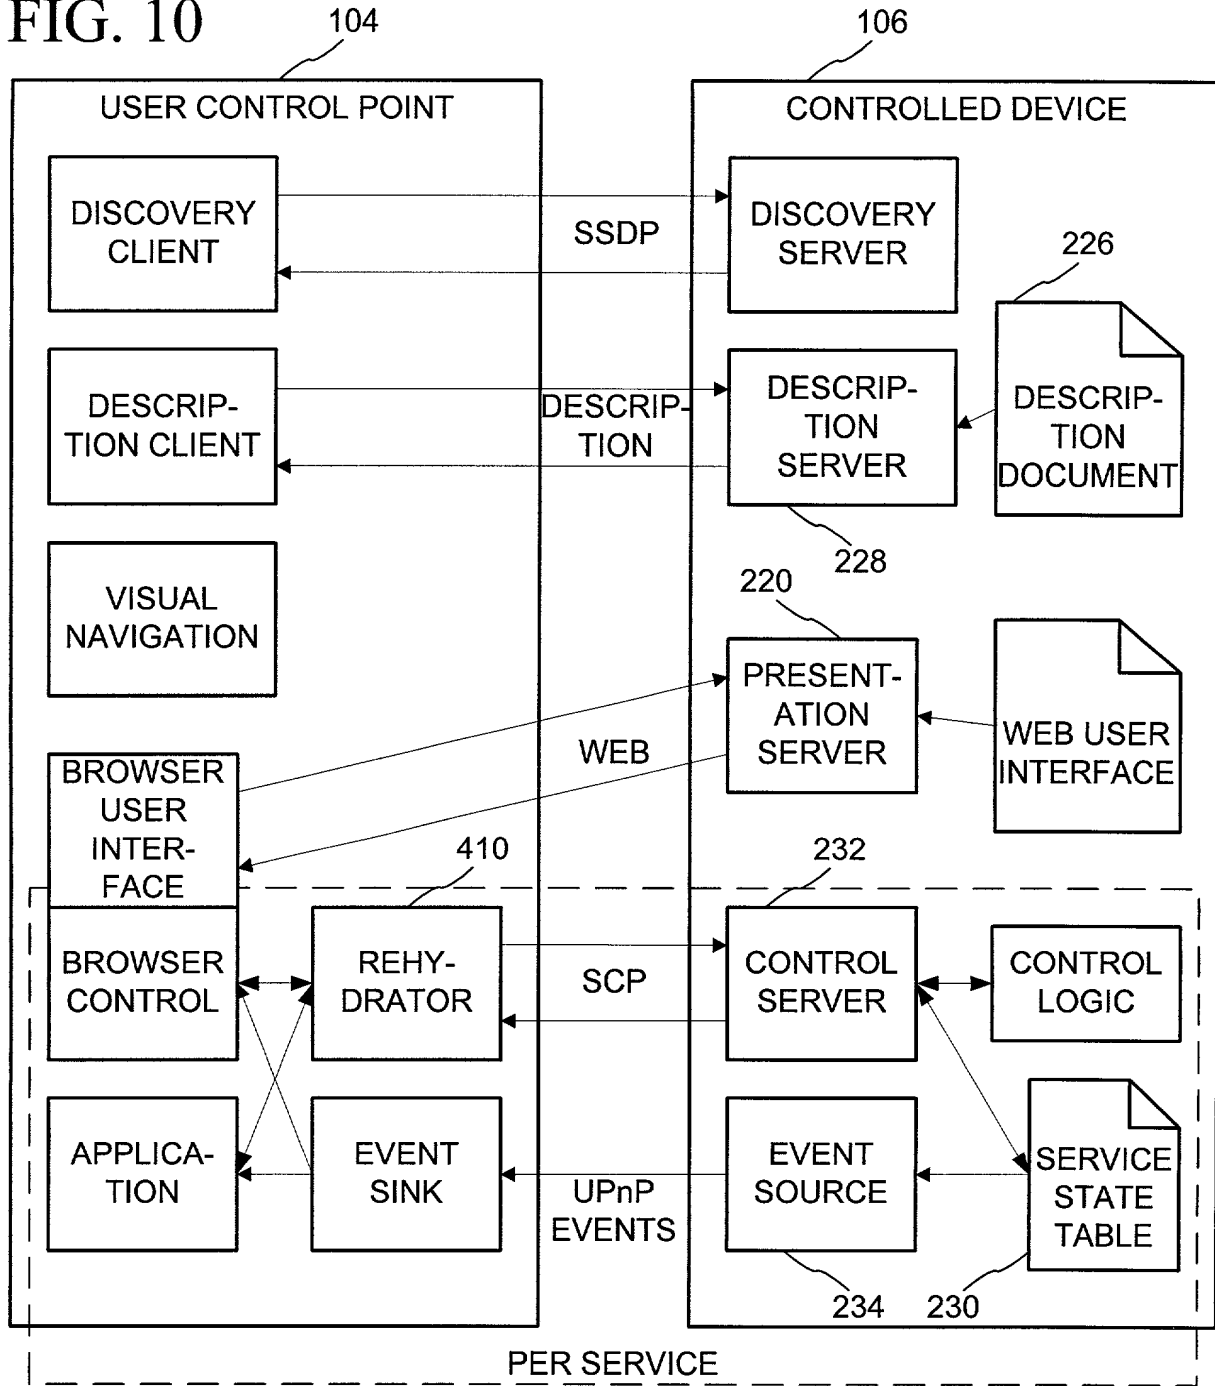 FIG. 10
104
106
USER CONTROL POINT
CONTROLLED DEVICE
DISCOVERY
CLIENT
SSDP
DISCOVERY
SERVER
226
DESCRIP-
TION CLIENT
DESCRIP-
TION
DESCRIP-
TION
SERVER
DESCRIP-
TION
DOCUMENT
228
VISUAL
NAVIGATION
220
PRESENT-
ATION
SERVER
WEB USER
INTERFACE
WEB
BROWSER
USER
INTER-
FACE
410
232
BROWSER
CONTROL
REHY-
DRATOR
SCP
CONTROL
SERVER
CONTROL
LOGIC
APPLICA-
TION
EVENT
SINK
UPnP
EVENTS
EVENT
SOURCE
SERVICE
STATE
TABLE
234
230
PER SERVICE